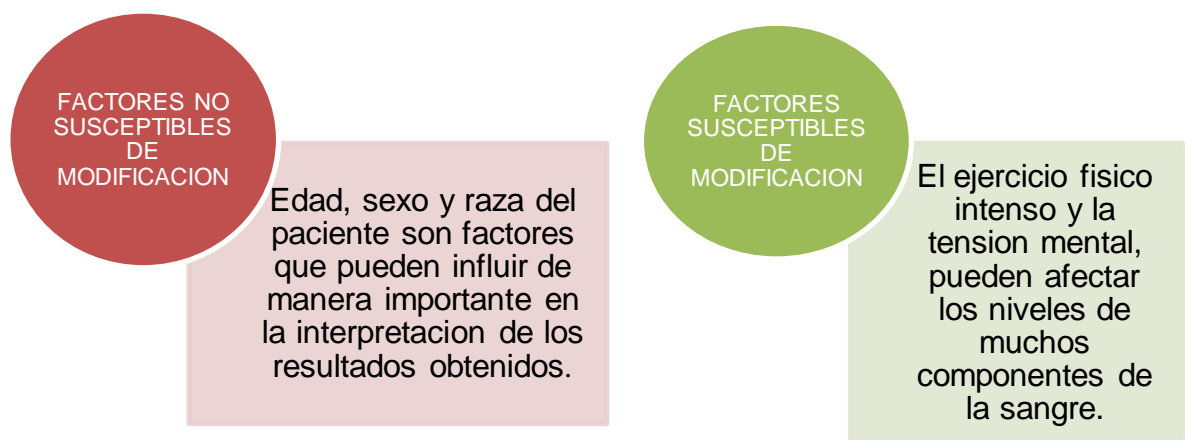 FACTORES NO
SUSCEPTIBLES
DE
MODIFICACION
Edad, sexo y raza del
paciente son factores
que pueden influir de
manera importante en
la interpretacion de los
resultados obtenidos.
FACTORES
SUSCEPTIBLES
DE
MODIFICACION
El ejercicio fisico
intenso y la
tension mental,
pueden afectar
los niveles de
muchos
componentes de
la sangre.